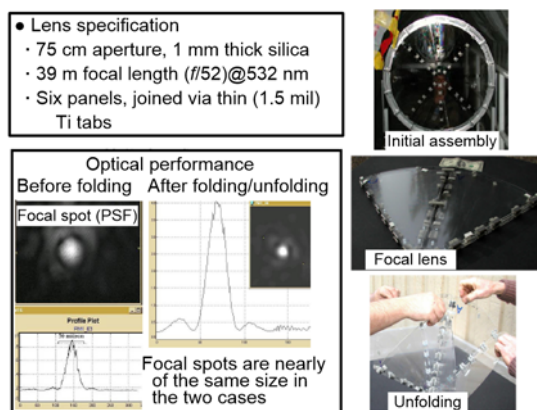 ● Lens specification
· 75 cm aperture, 1 mm thick silica
· 39 m focal length (f/52)@532 nm
· Six panels, joined via thin (1.5 mil)
Ti tabs
Initial assembly
Optical performance
Before folding After folding/unfolding
Focal spot (PSF)
Profile Plot
Focal spots are nearly
of the same size in
the two cases
Focal lens
Unfolding